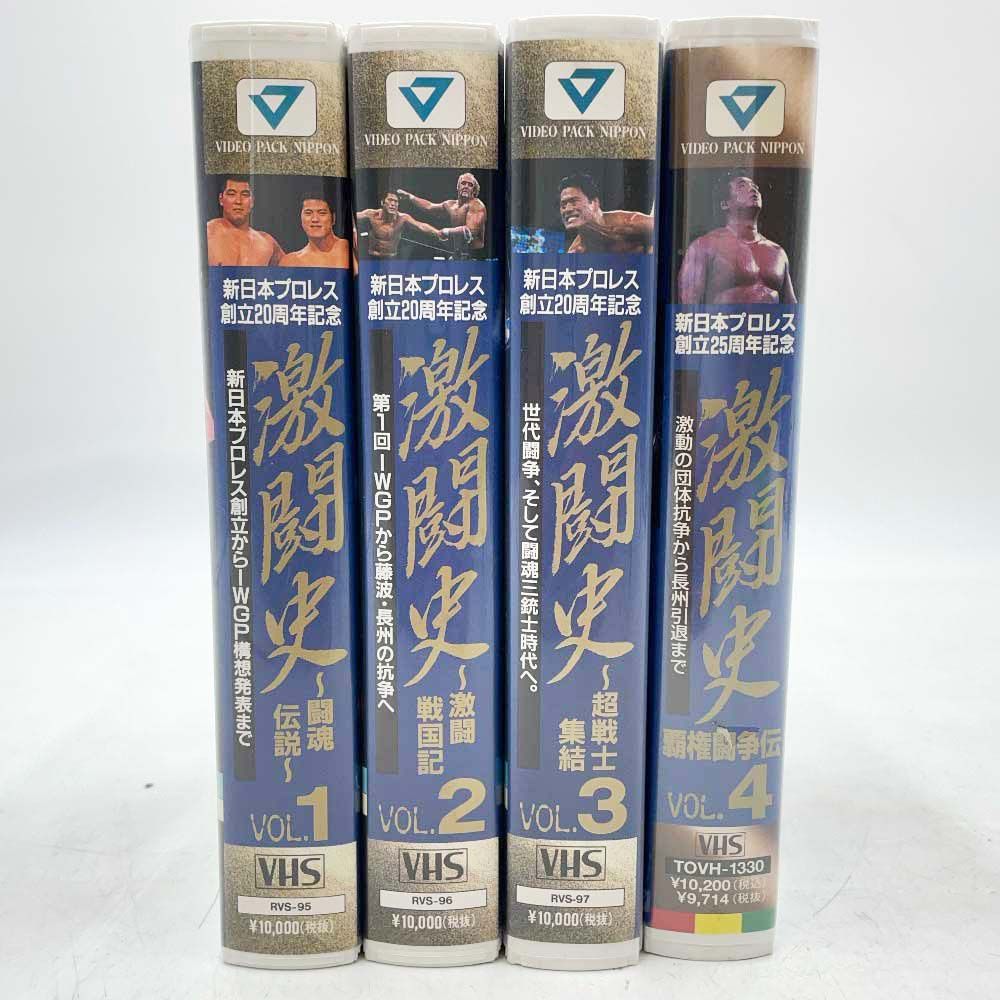 VIDEO PACK NIPPON
新日本プロレス
創立20周年記念
激闘史
新日本プロレス創立からIWGP構想発表まで
~闘魂
伝説~
VOL.1
VHS
RVS-95
¥10,000(税抜)
VIDEO PACK NIPPON
新日本プロレス
創立20周年記念
激闘史
第1回IWGPから藤波・長州の抗争へ
~激闘
戦国記
VOL.2
VHS
RVS-96
¥10,000(税抜)
VIDEO PACK NIPPON
新日本プロレス
創立20周年記念
激闘史
世代闘争、そして闘魂三銃士時代へ。
~超戦士
集結
VOL.3
VHS
RVS-97
¥10,000(税抜)
VIDEO PACK NIPPON
新日本プロレス
創立25周年記念
激闘史
激動の団体抗争から長州引退まで
覇権闘争伝
VOL.4
VHS
TOVH-1330
¥10,200(税込)
¥9,714(税抜)